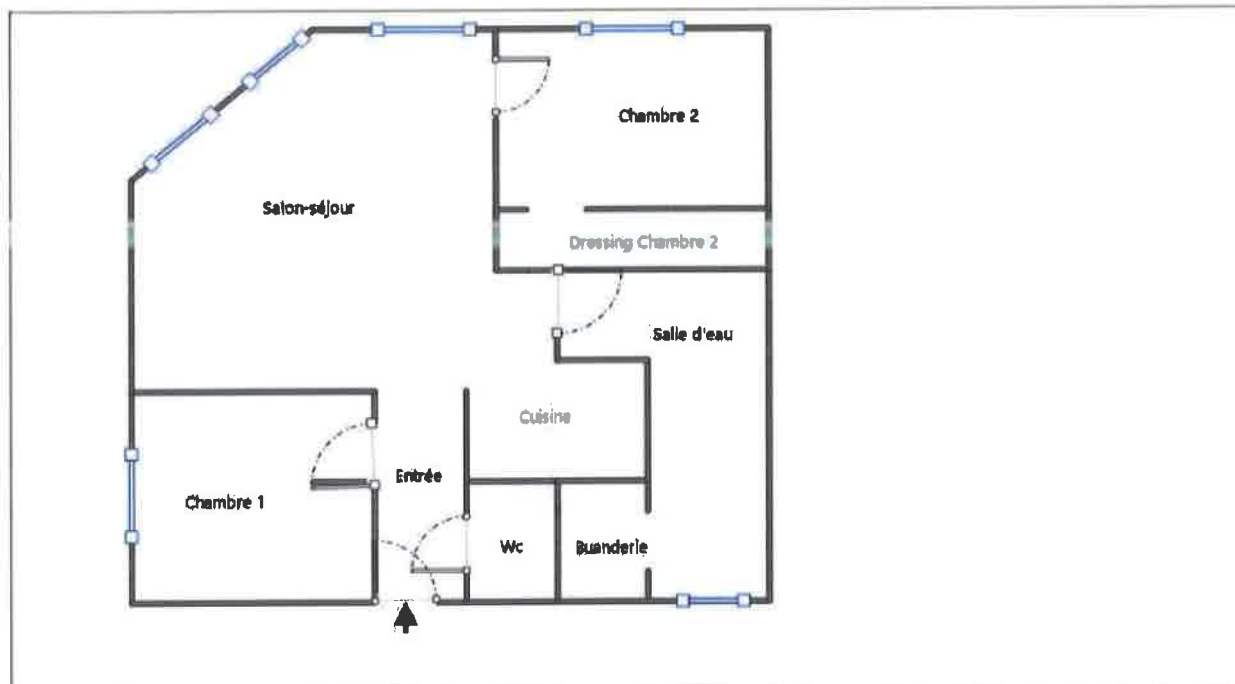 Chambre 2
Salon-séjour
Dressing Chambre 2
Salle d'eau
Cuisine
Entrée
Chambre 1
Wc
Buanderie